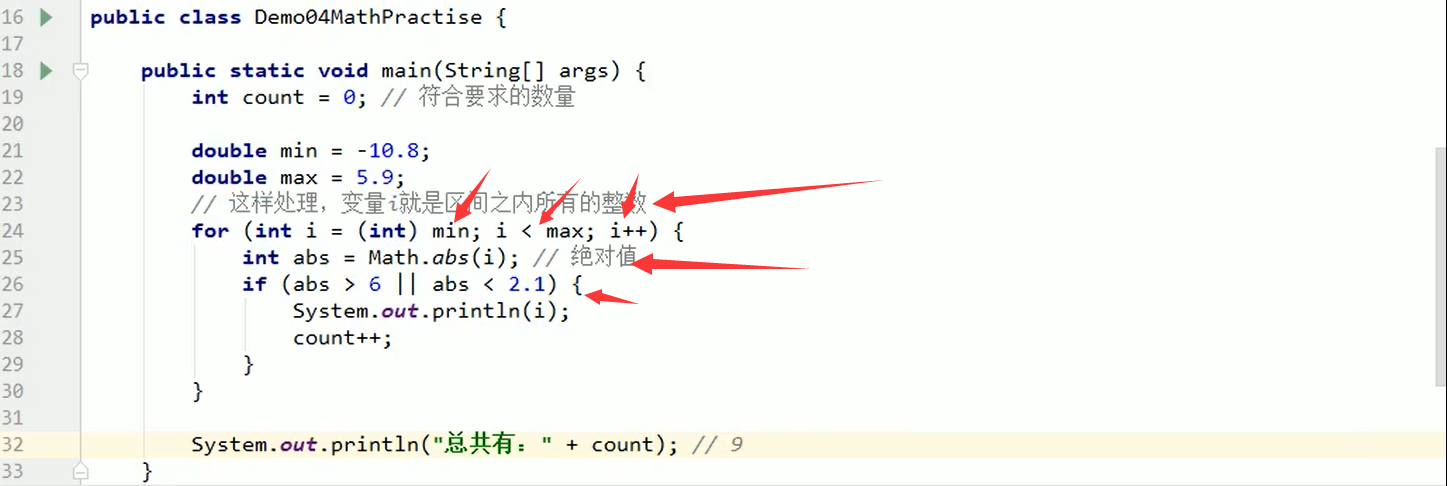 16 public class Demo04MathPractise {
17
18 public static void main(String[] args) {
19 int count = 0; // 符合要求的数量
20
21 double min = -10.8;
22 double max = 5.9;
23 // 这样处理，变量i就是区间之内所有的整数
24 for (int i = (int) min; i < max; i++) {
25 int abs = Math.abs(i); // 绝对值
26 if (abs > 6 || abs < 2.1) {
27 System.out.println(i);
28 count++;
29 }
30 }
31
32 System.out.println("总共有：" + count); // 9
33 }